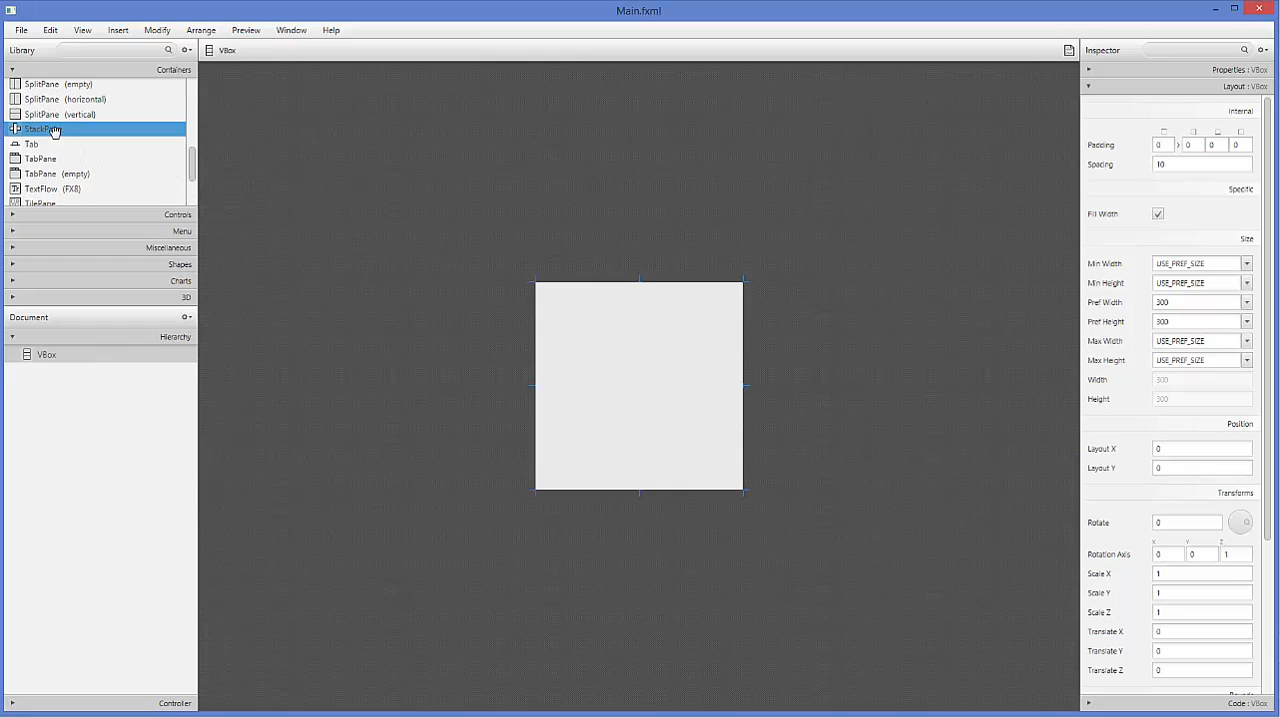 Main.fxml
File Edit View Insert Modify Arrange Preview Window Help
Library
VBox
Inspector
Containers
SplitPane (empty)
SplitPane (horizontal)
SplitPane (vertical)
Tab
TabPane
TabPane (empty)
TextFlow (FX8)
TilePane
Controls
Menu
Miscellaneous
Shapes
Charts
3D
Document
Hierarchy
VBox
Controller
Properties : VBox
Layout : VBox
Internal
Padding 0 0 0 0
Spacing 10
Specific
Fill Width
Size
Min Width USE_PREF_SIZE
Min Height USE_PREF_SIZE
Pref Width 300
Pref Height 300
Max Width USE_PREF_SIZE
Max Height USE_PREF_SIZE
Width 300
Height 300
Position
Layout X 0
Layout Y 0
Transforms
Rotate 0
X Y Z
Rotation Axis 0 0 1
Scale X 1
Scale Y 1
Scale Z 1
Translate X 0
Translate Y 0
Translate Z 0
Code : VBox